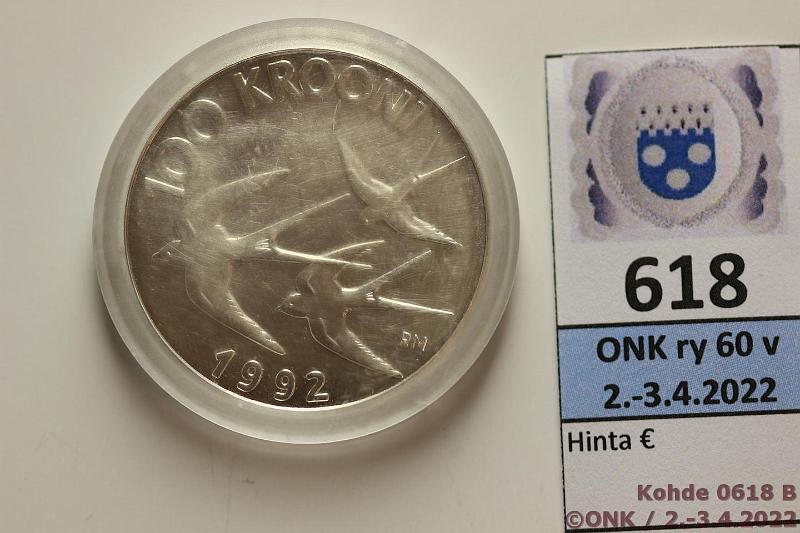 100 KROONI
RM
1992
618
ONK ry 60 v
2.-3.4.2022
Hinta €
Kohde 0618 B
©ONK / 2.-3.4.2022